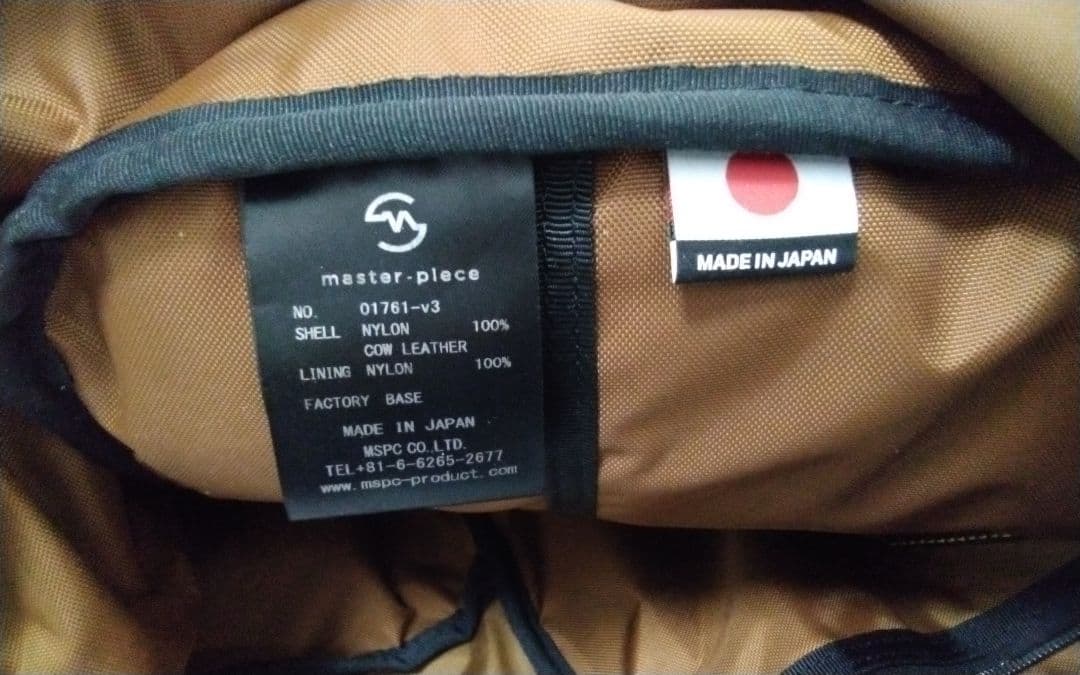 master-piece
NO. 01761-v3
SHELL NYLON 100%
COW LEATHER
LINING NYLON 100%
FACTORY BASE
MADE IN JAPAN
MSPC CO.,LTD.
TEL+81-6-6265-2677
www.mspc-product.com
MADE IN JAPAN